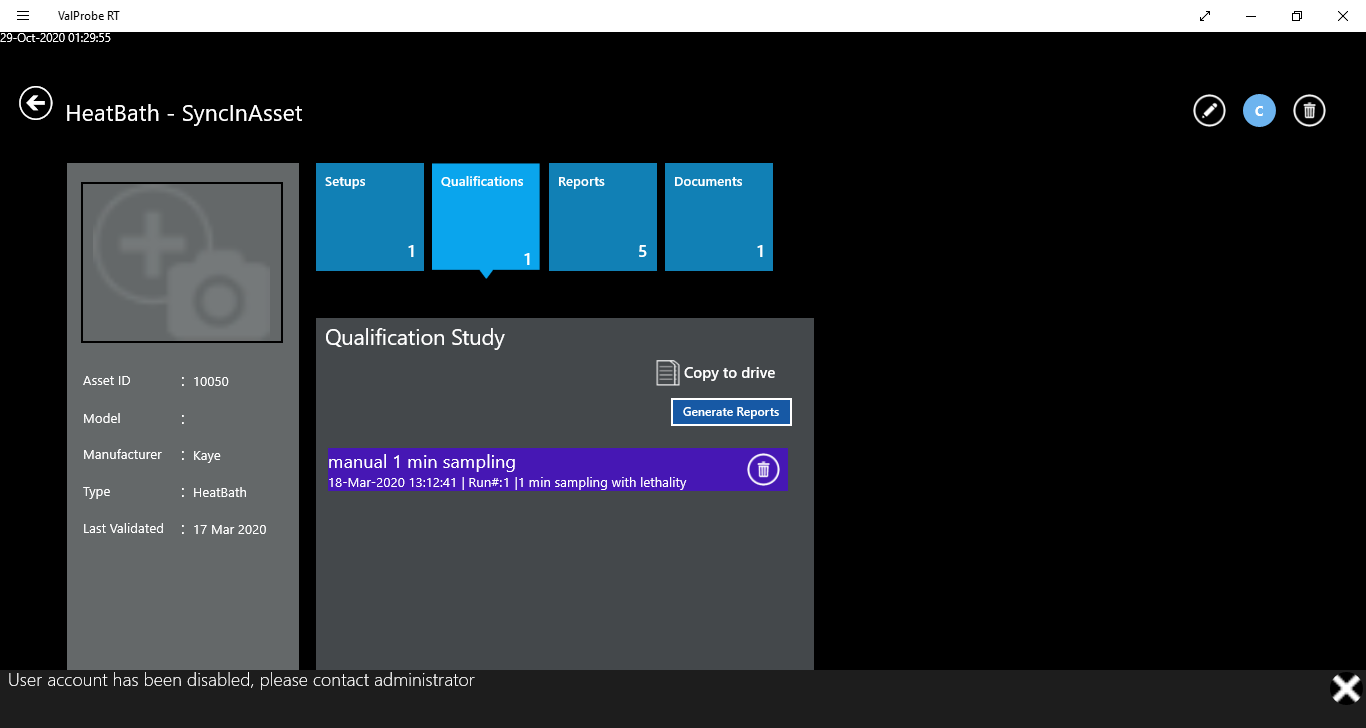 ValProbe RT
29-Oct-2020 01:29:55
HeatBath - SyncInAsset
C
Setups
1
Qualifications
1
Reports
5
Documents
1
Asset ID : 10050
Model :
Manufacturer : Kaye
Type : HeatBath
Last Validated : 17 Mar 2020
Qualification Study
Copy to drive
Generate Reports
manual 1 min sampling
18-Mar-2020 13:12:41 | Run#:1 |1 min sampling with lethality
User account has been disabled, please contact administrator